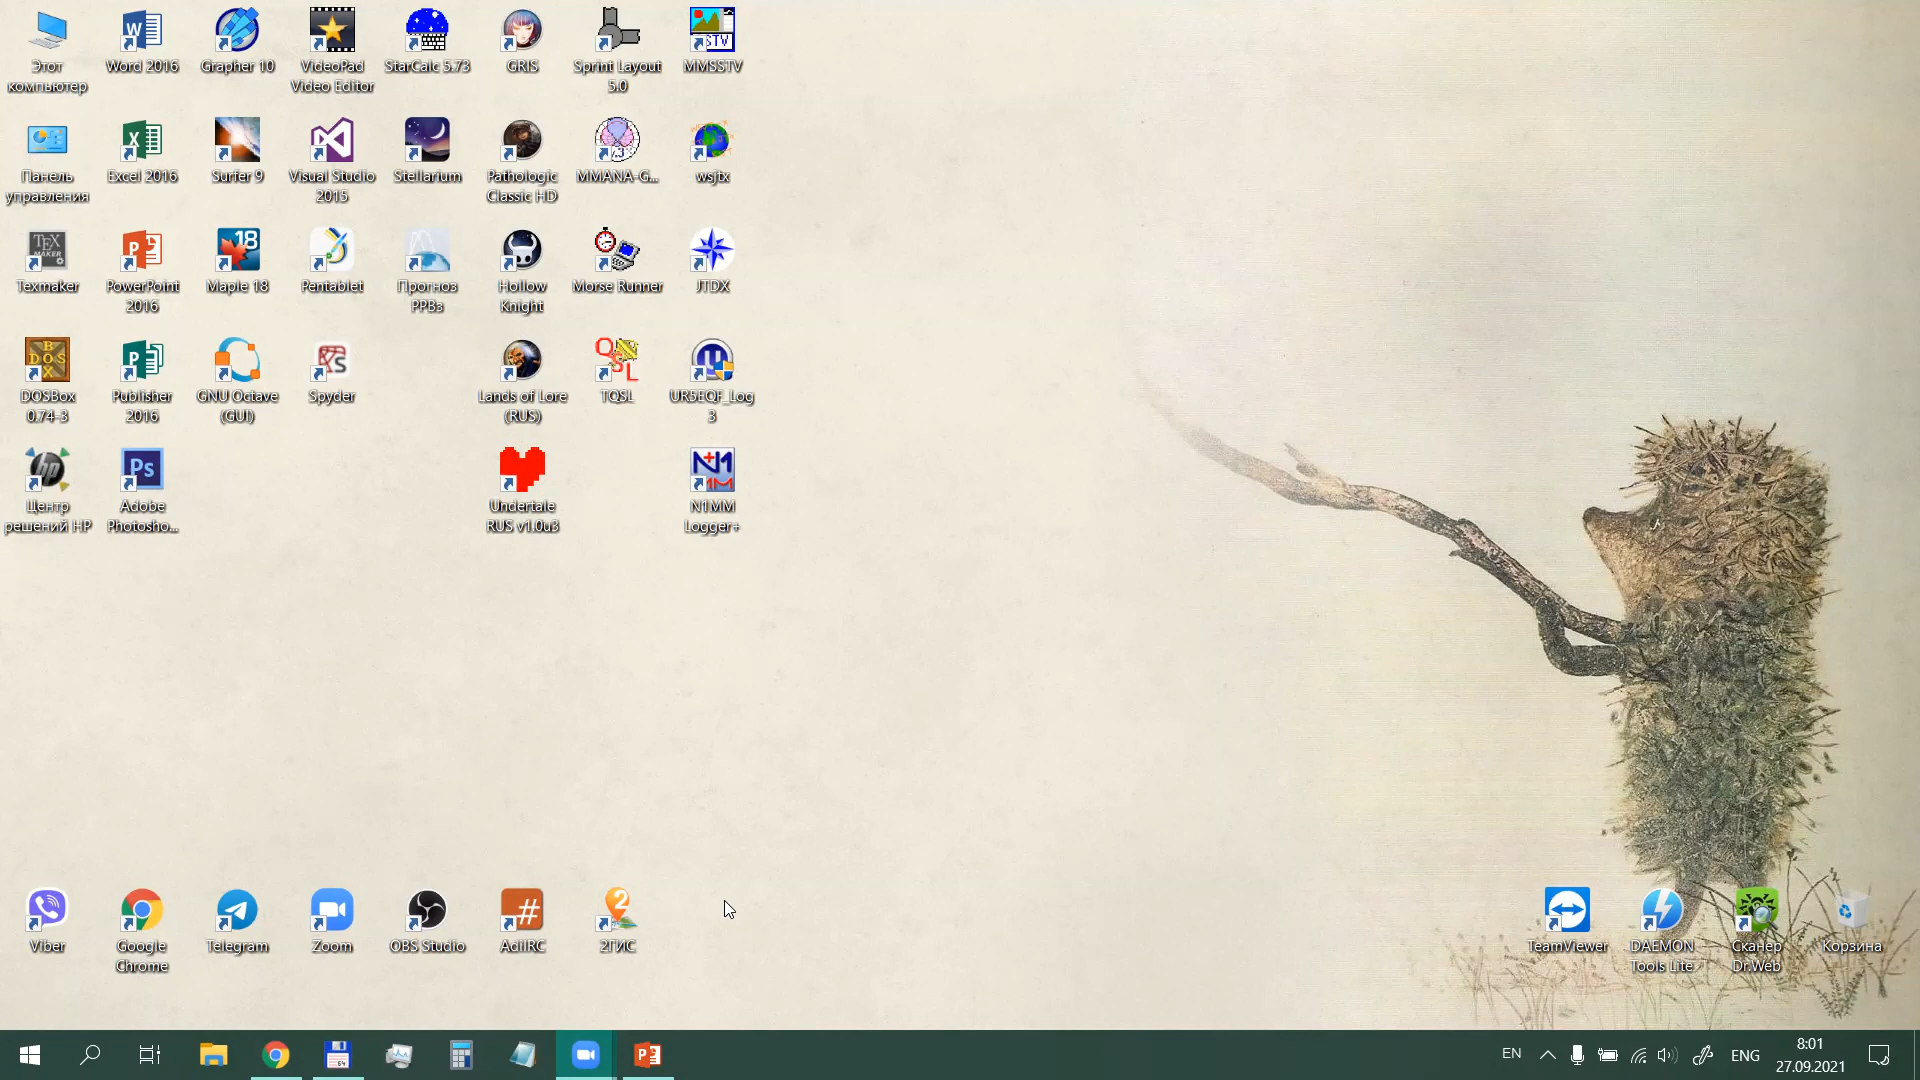 Этот
компьютер
Word 2016
Grapher 10
VideoPad
Video Editor
StarCalc 5.73
GRIS
Sprint Layout
5.0
MMSSTV
Панель
управления
Excel 2016
Surfer 9
Visual Studio
2015
Stellarium
Pathologic
Classic HD
MMANA-G...
wsjtx
Texmaker
PowerPoint
2016
Maple 18
Pentablet
Прогноз
РРВз
Hollow
Knight
Morse Runner
JTDX
DOSBox
0.74-3
Publisher
2016
GNU Octave
(GUI)
Spyder
Lands of Lore
(RUS)
TQSL
UR5EQF_Log
3
Центр
решений HP
Adobe
Photosho...
Undertale
RUS v1.0u3
N1MM
Logger+
Viber
Google
Chrome
Telegram
Zoom
OBS Studio
AdiIRC
2ГИС
TeamViewer
DAEMON
Tools Lite
Сканер
Dr.Web
Корзина
EN
ENG
8:01
27.09.2021